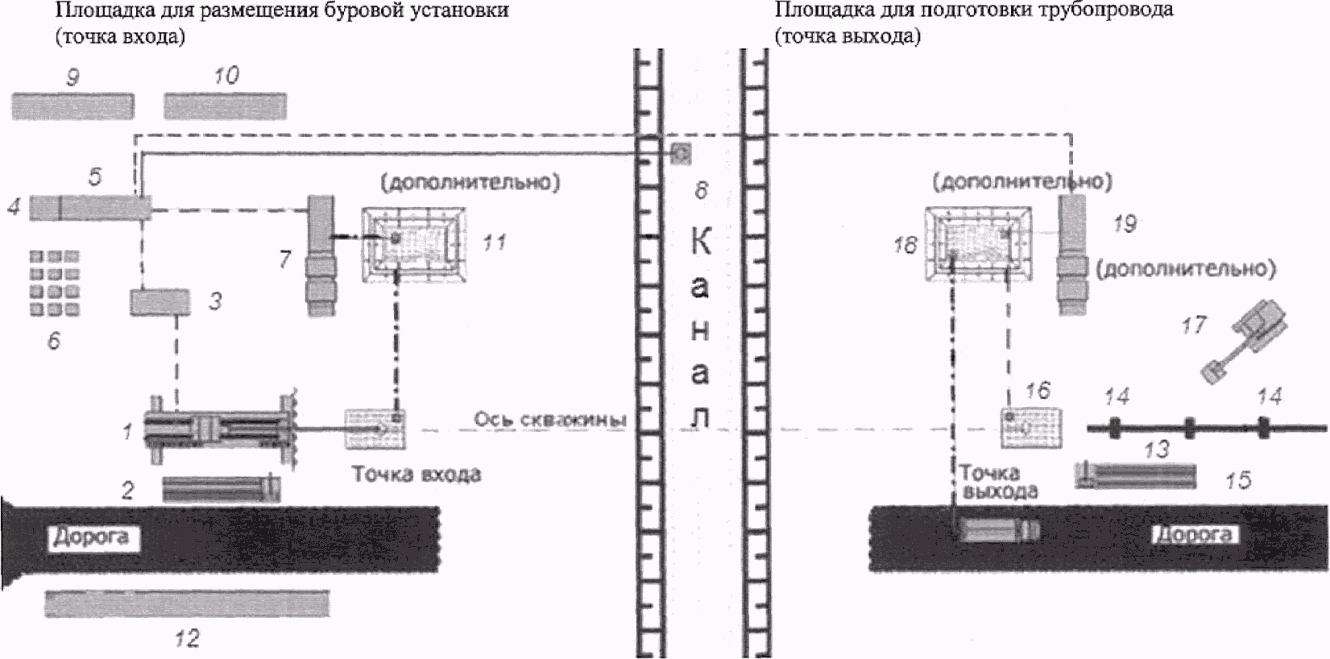 Площадка для размещения буровой установки
(точка входа)
Площадка для подготовки трубопровода
(точка выхода)
9
10
5
4
(дополнительно)
8
(дополнительно)
7
11
18
19
(дополнительно)
3
6
17
Канал
1
Ось скважины
16
14
14
13
Точка входа
2
Точка
выхода
15
Дорога
Дорога
12